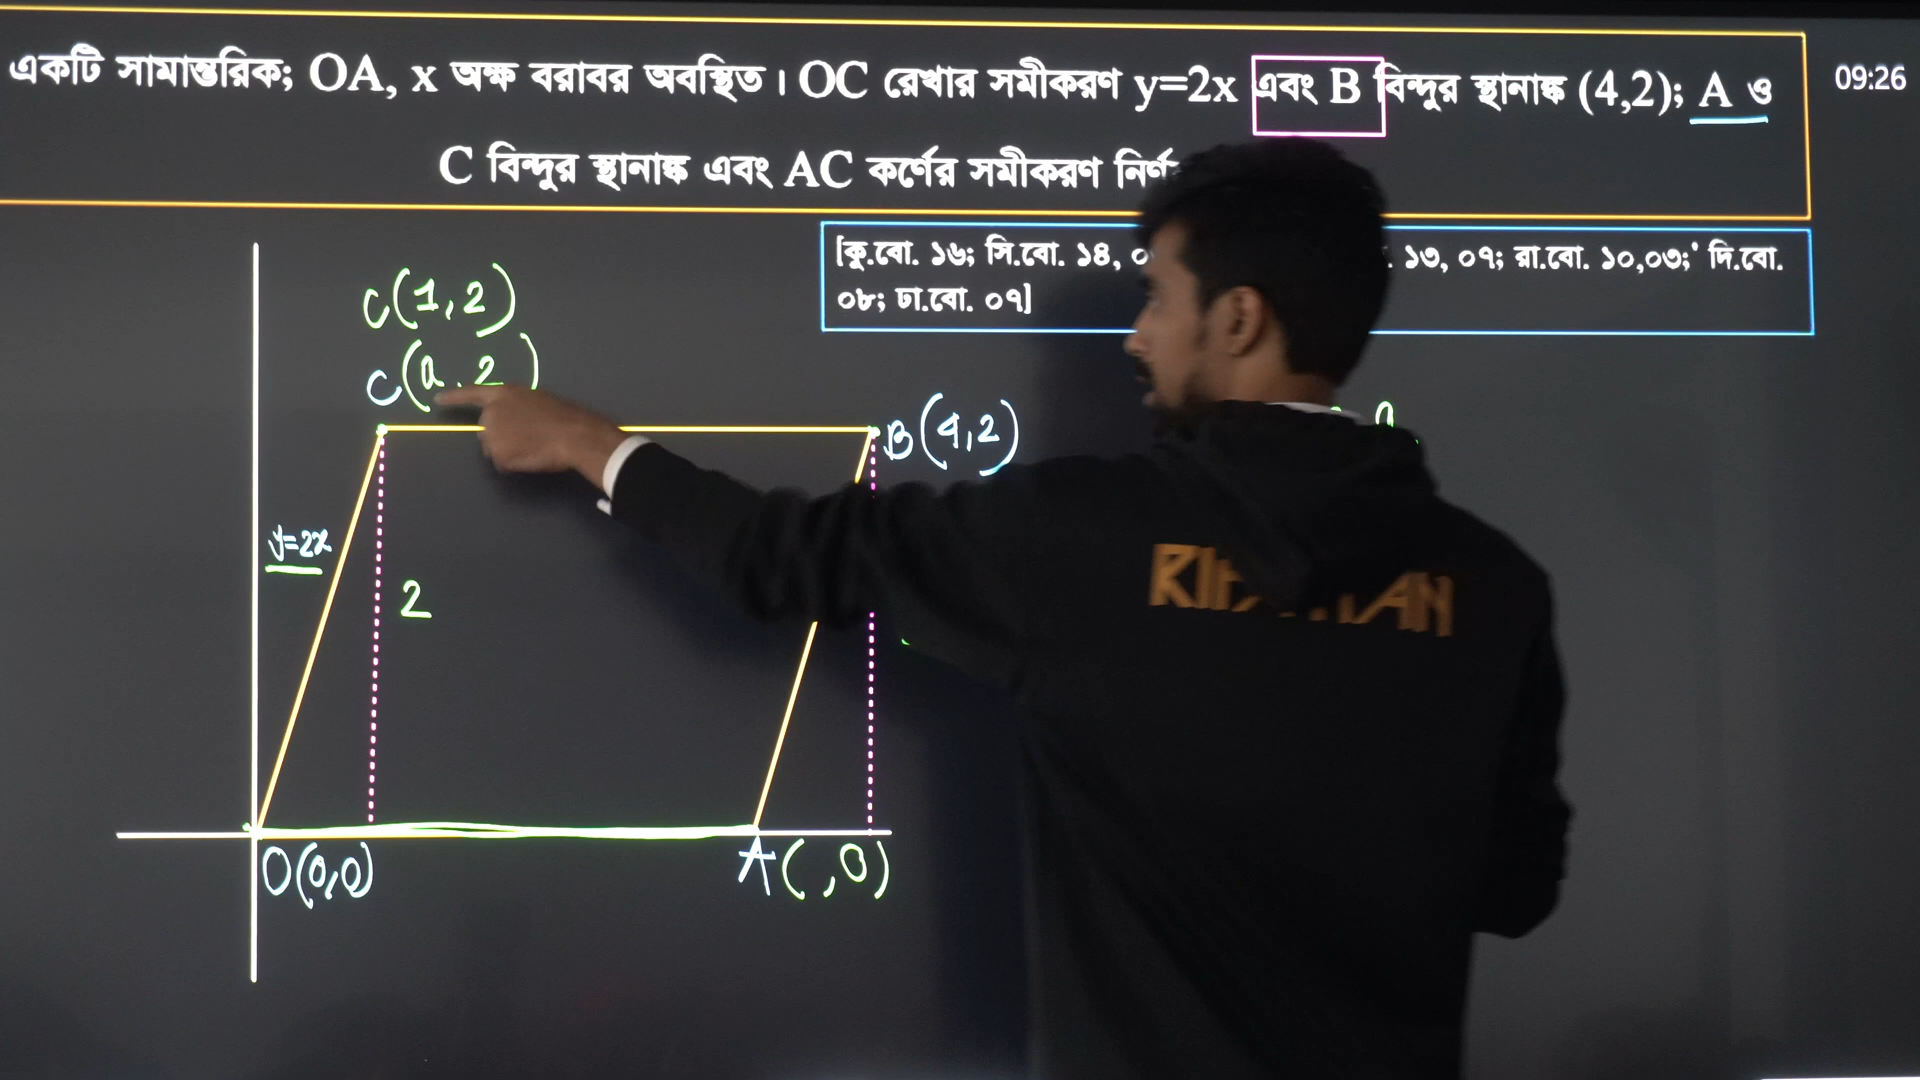 একটি সামান্তরিক; OA, x অক্ষ বরাবর অবস্থিত। OC রেখার সমীকরণ y=2x এবং B বিন্দুর স্থানাঙ্ক (4,2); A ও
09:26
C বিন্দুর স্থানাঙ্ক এবং AC কর্ণের সমীকরণ
[কু.বো. ১৬; সি.বো. ১৪, ১৩, ০৭; রা.বো. ১০,০৩; দি.বো.
০৮; ঢা.বো. ০৭]
C(1,2)
C(a,2)
B(4,2)
y=2x
2
O(0,0)
A( ,0)